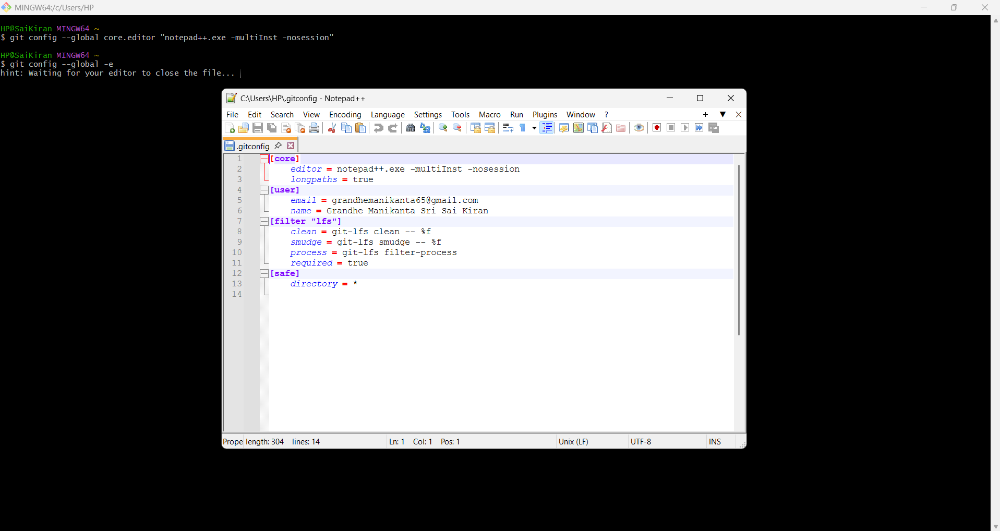 MINGW64:/c/Users/HP
HP@SaiKiran MINGW64 ~
$ git config --global core.editor "notepad++.exe -multiInst -nosession"
HP@SaiKiran MINGW64 ~
$ git config --global -e
hint: Waiting for your editor to close the file...
C:\Users\HP\.gitconfig - Notepad++
File Edit Search View Encoding Language Settings Tools Macro Run Plugins Window ?
.gitconfig
1 [core]
2 editor = notepad++.exe -multiInst -nosession
3 longpaths = true
4 [user]
5 email = grandhemanikanta65@gmail.com
6 name = Grandhe Manikanta Sri Sai Kiran
7 [filter "lfs"]
8 clean = git-lfs clean -- %f
9 smudge = git-lfs smudge -- %f
10 process = git-lfs filter-process
11 required = true
12 [safe]
13 directory = *
14
Prope length: 304 lines: 14 Ln: 1 Col: 1 Pos: 1 Unix (LF) UTF-8 INS